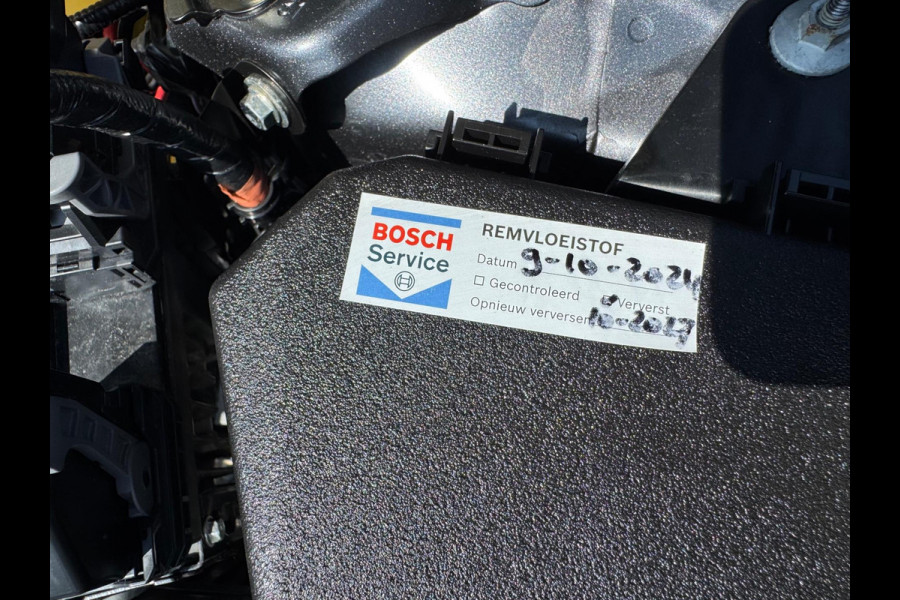 BOSCH
Service
REMVLOEISTOF
Datum 9-10-2024
Gecontroleerd Ververst
Opnieuw verversen 10-2027